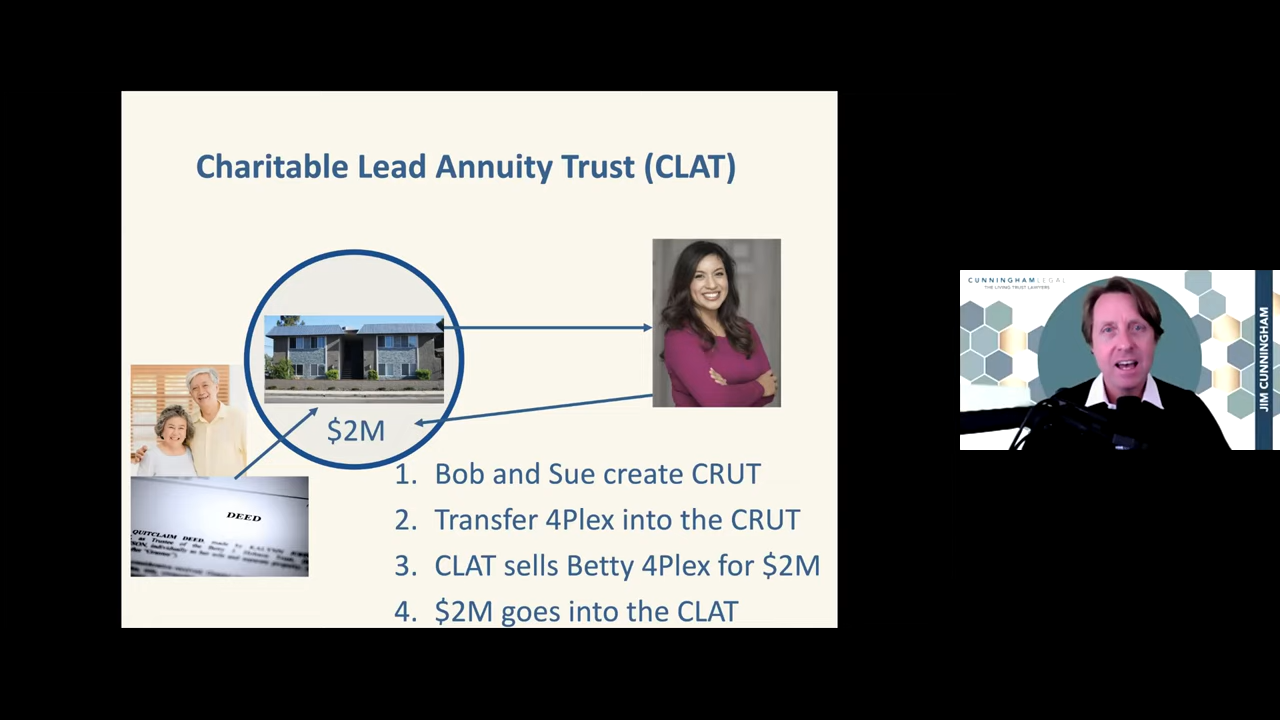 Charitable Lead Annuity Trust (CLAT)
$2M
1. Bob and Sue create CRUT
2. Transfer 4Plex into the CRUT
3. CLAT sells Betty 4Plex for $2M
4. $2M goes into the CLAT
DEED
QUITCLAIM DEED
CUNNINGHAMLEGAL
THE LIVING TRUST LAWYERS
JIM CUNNINGHAM